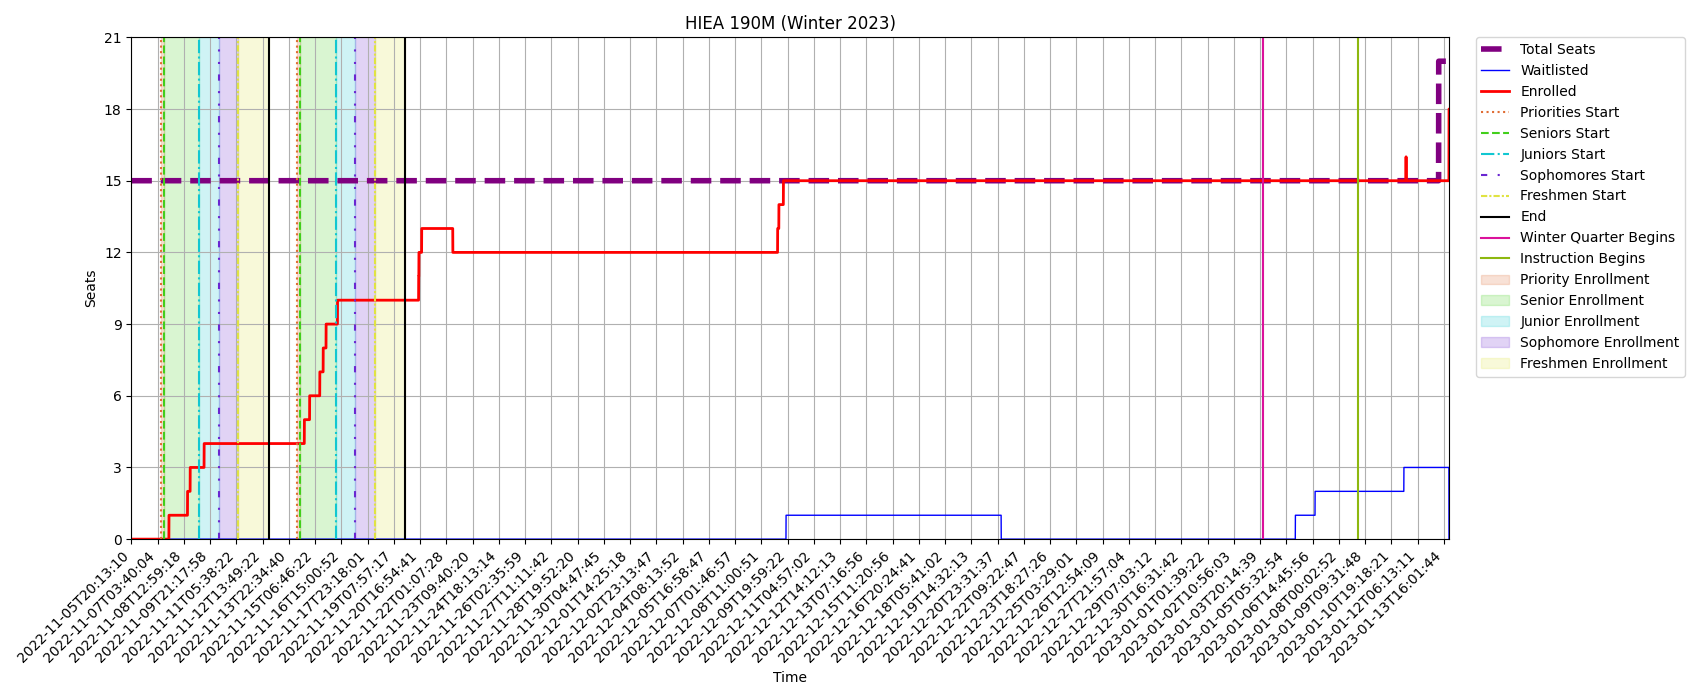 HIEA 190M (Winter 2023)
Seats
21
18
15
12
9
6
3
0
2022-11-05T20:13:10
2022-11-07T03:40:04
2022-11-08T12:59:18
2022-11-09T21:17:58
2022-11-11T05:38:22
2022-11-12T13:49:22
2022-11-13T22:34:40
2022-11-15T06:46:22
2022-11-16T15:00:52
2022-11-17T23:18:01
2022-11-19T07:57:17
2022-11-20T16:54:41
2022-11-22T01:07:28
2022-11-23T09:40:20
2022-11-24T18:13:14
2022-11-26T02:35:59
2022-11-27T11:11:42
2022-11-28T19:52:20
2022-11-30T04:47:45
2022-12-01T14:25:18
2022-12-02T23:13:47
2022-12-04T08:13:52
2022-12-05T16:58:47
2022-12-07T01:46:57
2022-12-08T11:00:51
2022-12-09T19:59:22
2022-12-11T04:57:02
2022-12-12T14:12:13
2022-12-13T07:16:56
2022-12-15T11:20:56
2022-12-16T20:24:41
2022-12-18T05:41:02
2022-12-19T14:32:13
2022-12-20T23:31:37
2022-12-22T09:22:47
2022-12-23T18:27:26
2022-12-25T03:29:01
2022-12-26T12:54:09
2022-12-27T21:57:04
2022-12-29T07:03:12
2022-12-30T16:31:42
2023-01-01T01:39:22
2023-01-02T10:56:03
2023-01-03T20:14:39
2023-01-05T05:32:54
2023-01-06T14:45:56
2023-01-08T00:02:52
2023-01-09T09:31:48
2023-01-10T19:18:21
2023-01-12T06:13:11
2023-01-13T16:01:44
Time
Total Seats
Waitlisted
Enrolled
Priorities Start
Seniors Start
Juniors Start
Sophomores Start
Freshmen Start
End
Winter Quarter Begins
Instruction Begins
Priority Enrollment
Senior Enrollment
Junior Enrollment
Sophomore Enrollment
Freshmen Enrollment